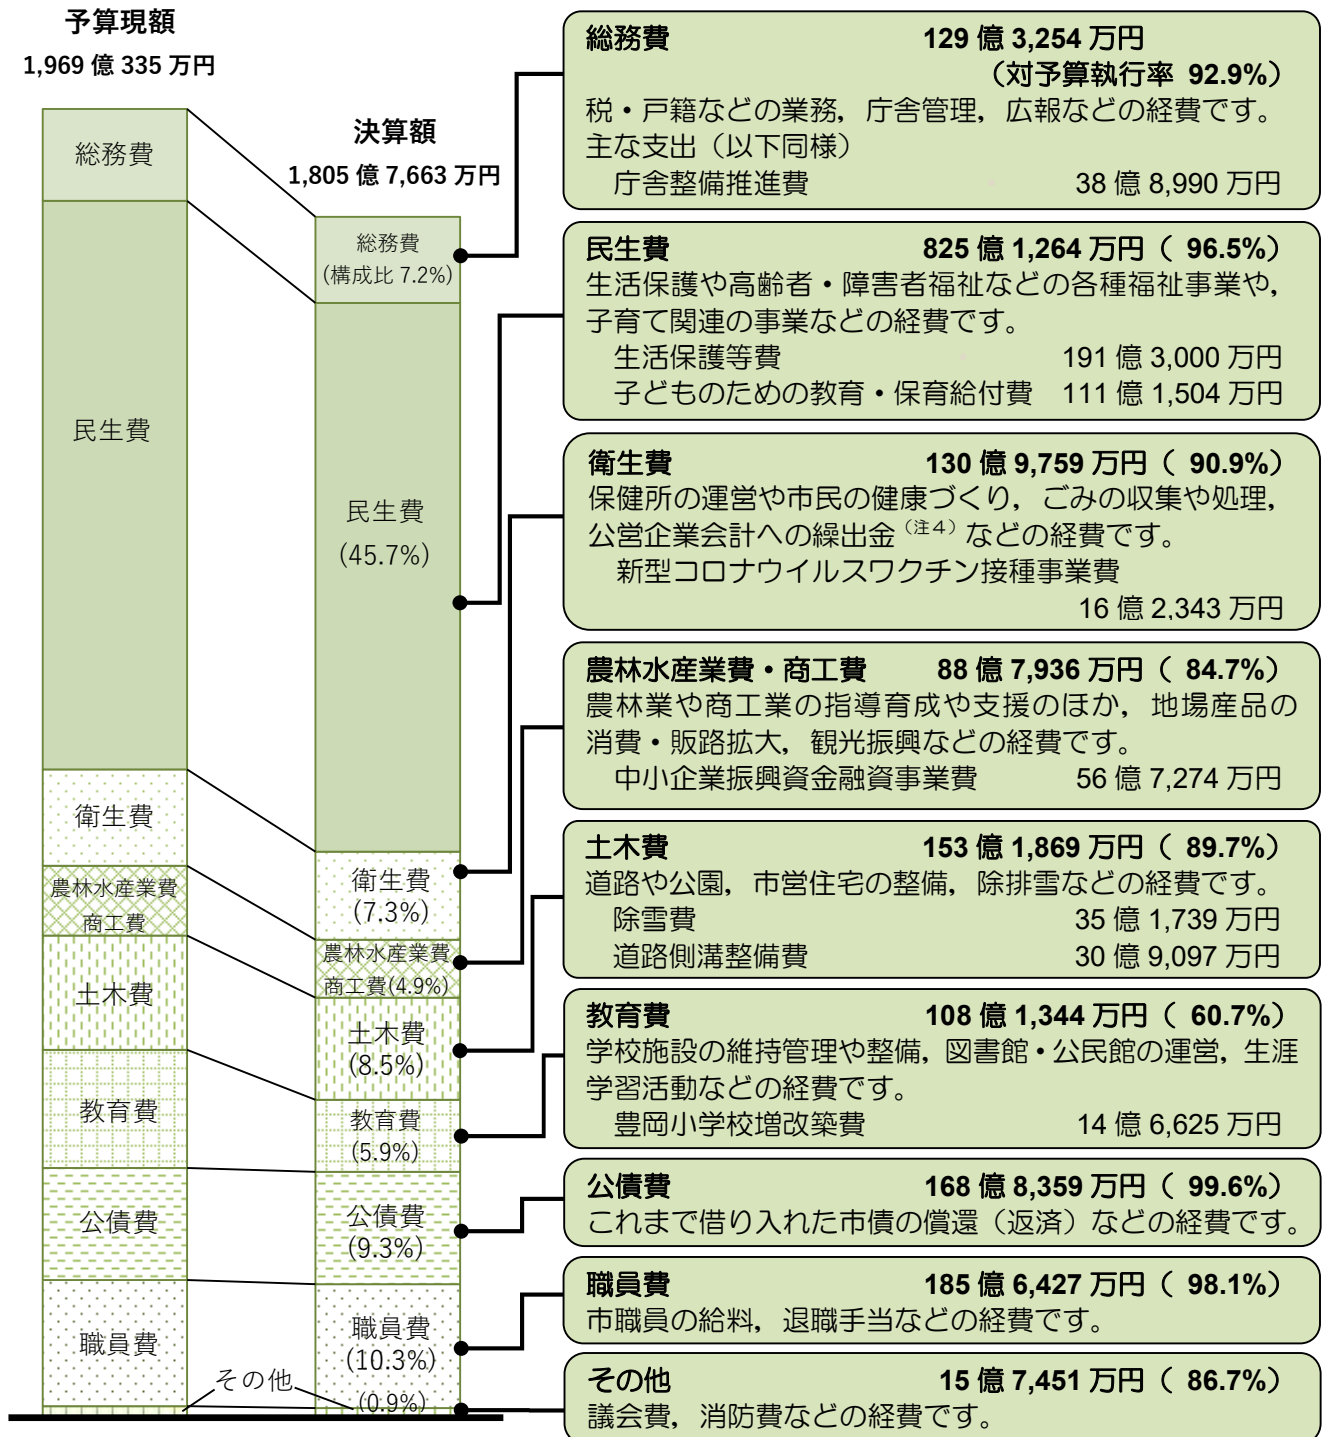 予算現額
1,969 億 335 万円
総務費
民生費
衛生費
農林水産業費
商工費
土木費
教育費
公債費
職員費
その他
決算額
1,805 億 7,663 万円
総務費
(構成比 7.2%)
民生費
(45.7%)
衛生費
(7.3%)
農林水産業費
商工費(4.9%)
土木費
(8.5%)
教育費
(5.9%)
公債費
(9.3%)
職員費
(10.3%)
(0.9%)
総務費 129 億 3,254 万円
（対予算執行率 92.9%）
税・戸籍などの業務，庁舎管理，広報などの経費です。
主な支出（以下同様）
庁舎整備推進費 38 億 8,990 万円
民生費 825 億 1,264 万円（ 96.5%）
生活保護や高齢者・障害者福祉などの各種福祉事業や，
子育て関連の事業などの経費です。
生活保護等費 191 億 3,000 万円
子どものための教育・保育給付費 111 億 1,504 万円
衛生費 130 億 9,759 万円（ 90.9%）
保健所の運営や市民の健康づくり，ごみの収集や処理，
公営企業会計への繰出金（注４）などの経費です。
新型コロナウイルスワクチン接種事業費
16 億 2,343 万円
農林水産業費・商工費 88 億 7,936 万円（ 84.7%）
農林業や商工業の指導育成や支援のほか，地場産品の
消費・販路拡大，観光振興などの経費です。
中小企業振興資金融資事業費 56 億 7,274 万円
土木費 153 億 1,869 万円（ 89.7%）
道路や公園，市営住宅の整備，除排雪などの経費です。
除雪費 35 億 1,739 万円
道路側溝整備費 30 億 9,097 万円
教育費 108 億 1,344 万円（ 60.7%）
学校施設の維持管理や整備，図書館・公民館の運営，生涯
学習活動などの経費です。
豊岡小学校増改築費 14 億 6,625 万円
公債費 168 億 8,359 万円（ 99.6%）
これまで借り入れた市債の償還（返済）などの経費です。
職員費 185 億 6,427 万円（ 98.1%）
市職員の給料，退職手当などの経費です。
その他 15 億 7,451 万円（ 86.7%）
議会費，消防費などの経費です。